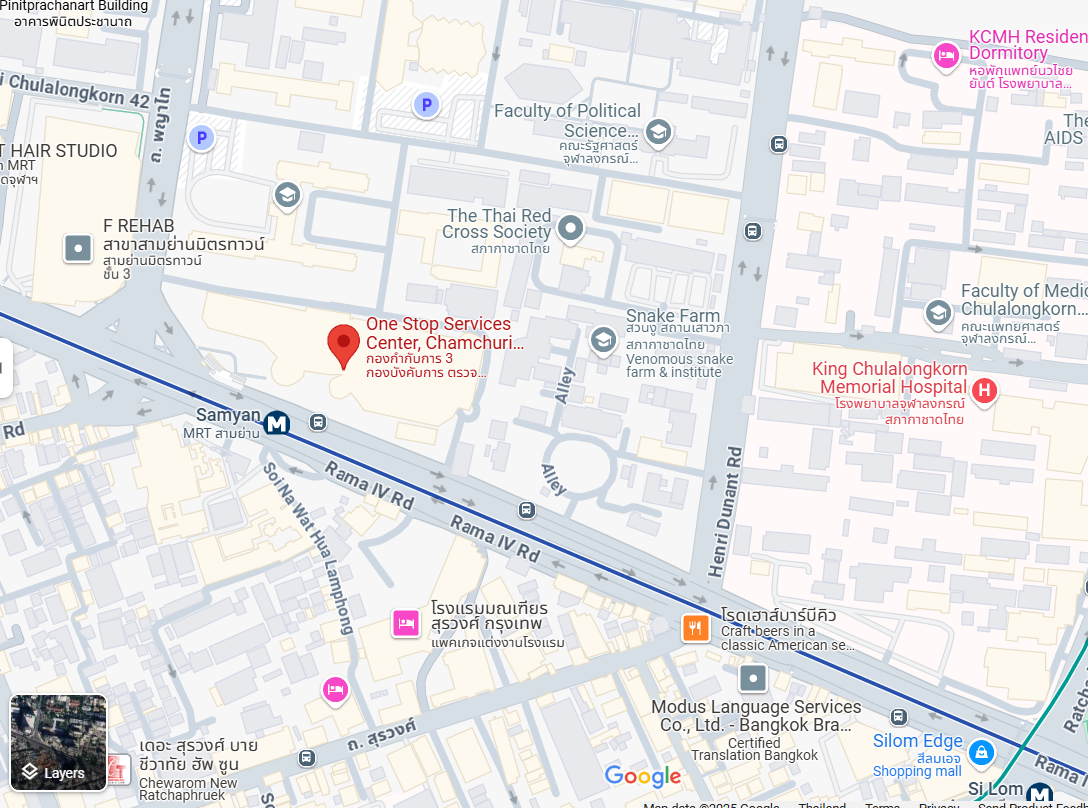 Pinitprachanart Building
อาคารพินิตประชานาถ
i Chulalongkorn 42
ถ. พญาไท
P
P
T HAIR STUDIO
MRT
F REHAB
สาขาสามย่านมิตรทาวน์
สามย่านมิตรทาวน์
ชั้น 3
KCMH Residen
Dormitory
หอพักแพทย์นวไชย
ยันต์ โรงพยาบาล...
The
AIDS
Faculty of Political
Science...
คณะรัฐศาสตร์
จุฬาลงกรณ์...
The Thai Red
Cross Society
สภากาชาดไทย
One Stop Services
Center, Chamchuri...
กองกำกับการ 3
กองบังคับการ ตรวจ...
Snake Farm
สวนงู สถานเสาวภา
สภากาชาดไทย
Venomous snake
farm & institute
Faculty of Medic
Chulalongkorn...
คณะแพทยศาสตร์
จุฬาลงกรณ์...
King Chulalongkorn
Memorial Hospital
โรงพยาบาลจุฬาลงกรณ์
สภากาชาดไทย
H
Alley
Alley
Samyan
MRT สามย่าน
M
Rd
Rama IV Rd
Rama IV Rd
Henri Dunant Rd
Soi Na Wat Hua Lamphong
โรงแรมมณเฑียร
สุรวงศ์ กรุงเทพ
แพคเกจแต่งงานโรงแรม
โรดเฮาส์บาร์บีคิว
Craft beers in a
classic American se...
Modus Language Services
Co., Ltd. - Bangkok Bra...
Certified
Translation Bangkok
ถ. สุรวงศ์
เดอะ สุรวงศ์ บาย
ชีวาทัย ฮัพ ซูน
Chewarom New
Ratchaphruek
Layers
Google
Silom Edge
สีลมเอจ
Shopping mall
Ratcha
Rama
Si Lom
M
Map data ©2025 Google Thailand Terms Privacy Send Product Feedb